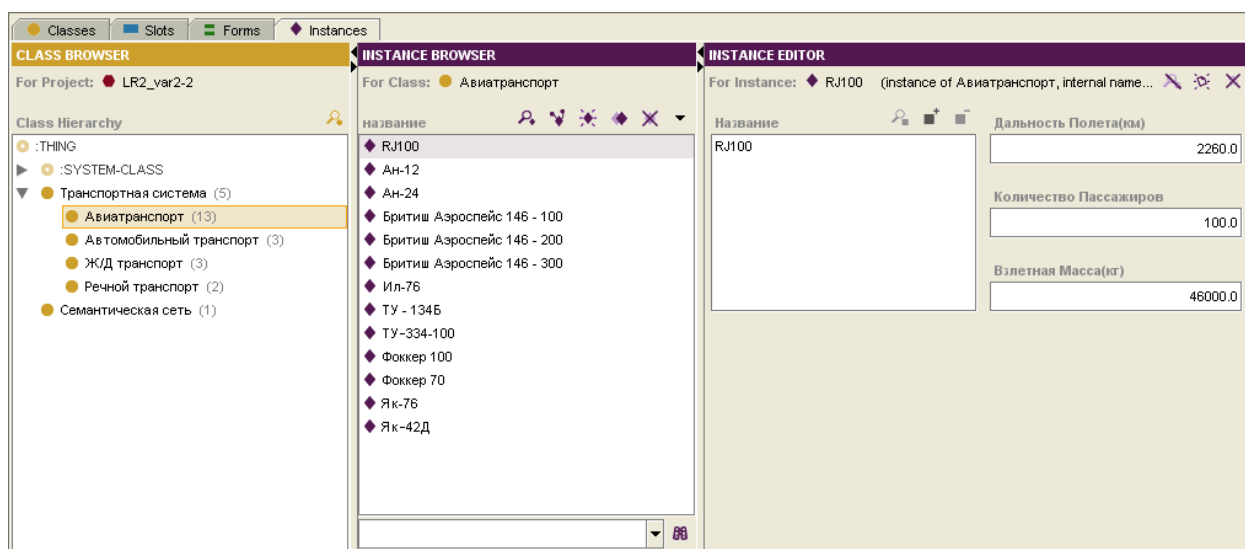 Classes Slots Forms Instances
CLASS BROWSER
For Project: LR2_var2-2
Class Hierarchy
:THING
:SYSTEM-CLASS
Транспортная система (5)
Авиатранспорт (13)
Автомобильный транспорт (3)
Ж/Д транспорт (3)
Речной транспорт (2)
Семантическая сеть (1)
INSTANCE BROWSER
For Class: Авиатранспорт
название
RJ100
Ан-12
Ан-24
Бритиш Аэроспейс 146 - 100
Бритиш Аэроспейс 146 - 200
Бритиш Аэроспейс 146 - 300
Ил-76
ТУ - 134Б
ТУ-334-100
Фоккер 100
Фоккер 70
Як-76
Як-42Д
INSTANCE EDITOR
For Instance: RJ100 (instance of Авиатранспорт, internal name...
Название
RJ100
Дальность Полета(км)
2260.0
Количество Пассажиров
100.0
Взлетная Масса(кг)
46000.0